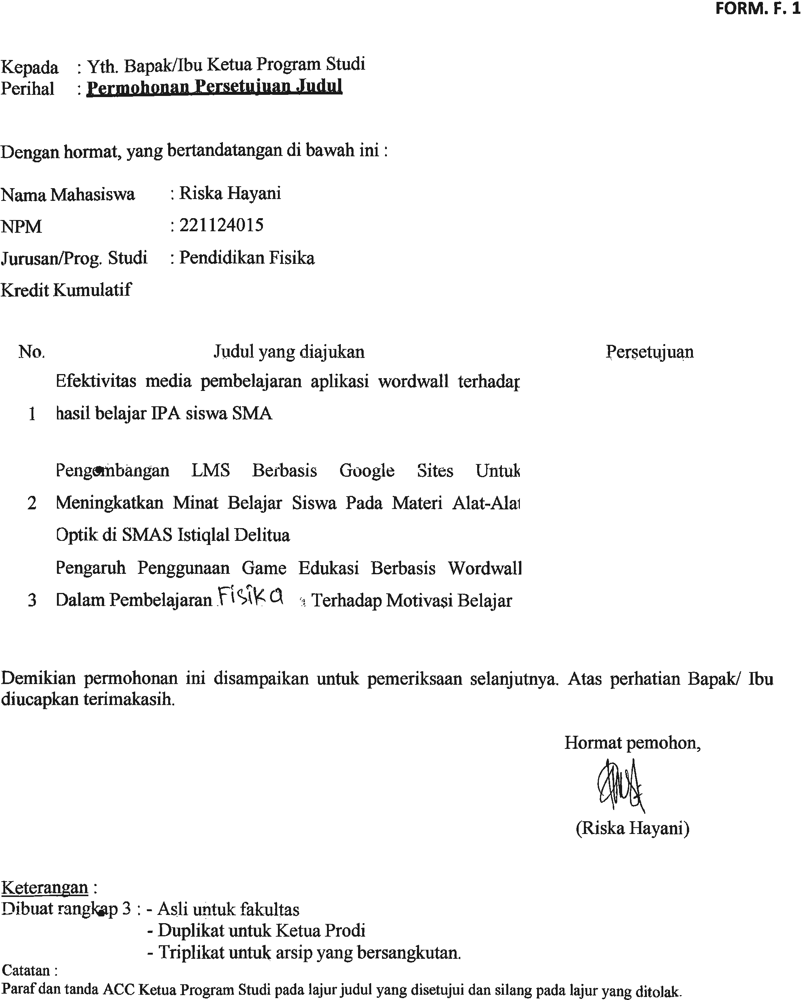 FORM. F. 1
Kepada : Yth. Bapak/Ibu Ketua Program Studi
Perihal : Permohonan Persetujuan Judul
Dengan hormat, yang bertandatangan di bawah ini :
Nama Mahasiswa : Riska Hayani
NPM : 221124015
Jurusan/Prog. Studi : Pendidikan Fisika
Kredit Kumulatif
No. Judul yang diajukan Persetujuan
Efektivitas media pembelajaran aplikasi wordwall terhadap
1 hasil belajar IPA siswa SMA
Pengembangan LMS Berbasis Google Sites Untuk
2 Meningkatkan Minat Belajar Siswa Pada Materi Alat-Alat
Optik di SMAS Istiqlal Delitua
Pengaruh Penggunaan Game Edukasi Berbasis Wordwall
3 Dalam Pembelajaran Fisika Terhadap Motivasi Belajar
Demikian permohonan ini disampaikan untuk pemeriksaan selanjutnya. Atas perhatian Bapak/ Ibu
diucapkan terimakasih.
Hormat pemohon,
(Riska Hayani)
Keterangan :
Dibuat rangkap 3 : - Asli untuk fakultas
- Duplikat untuk Ketua Prodi
- Triplikat untuk arsip yang bersangkutan.
Catatan :
Paraf dan tanda ACC Ketua Program Studi pada lajur judul yang disetujui dan silang pada lajur yang ditolak.